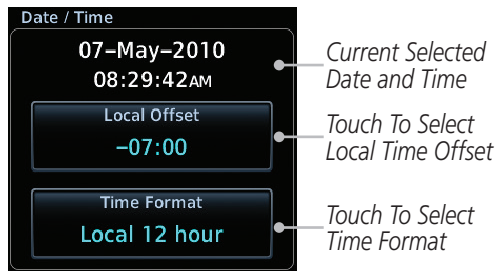 Date / Time
07–May–2010
08:29:42AM
Current Selected
Date and Time
Local Offset
–07:00
Touch To Select
Local Time Offset
Time Format
Local 12 hour
Touch To Select
Time Format